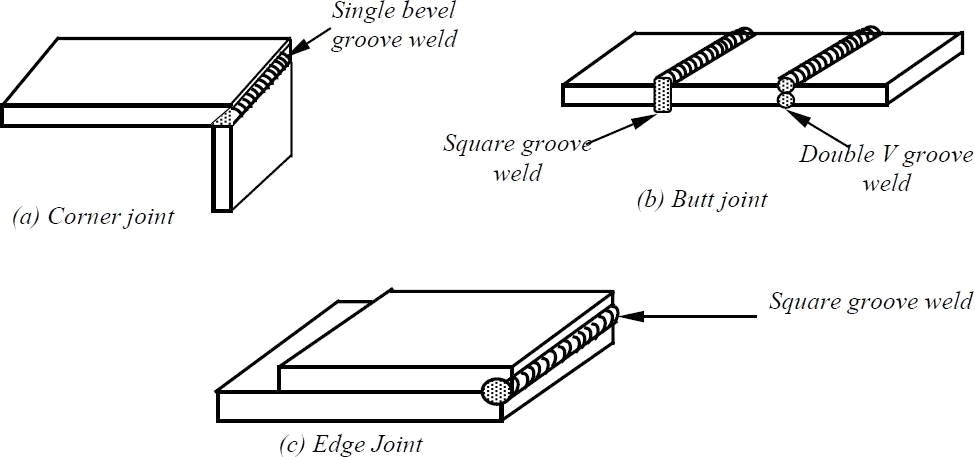 Single bevel
groove weld
(a) Corner joint
Square groove
weld
Double V groove
weld
(b) Butt joint
Square groove weld
(c) Edge Joint